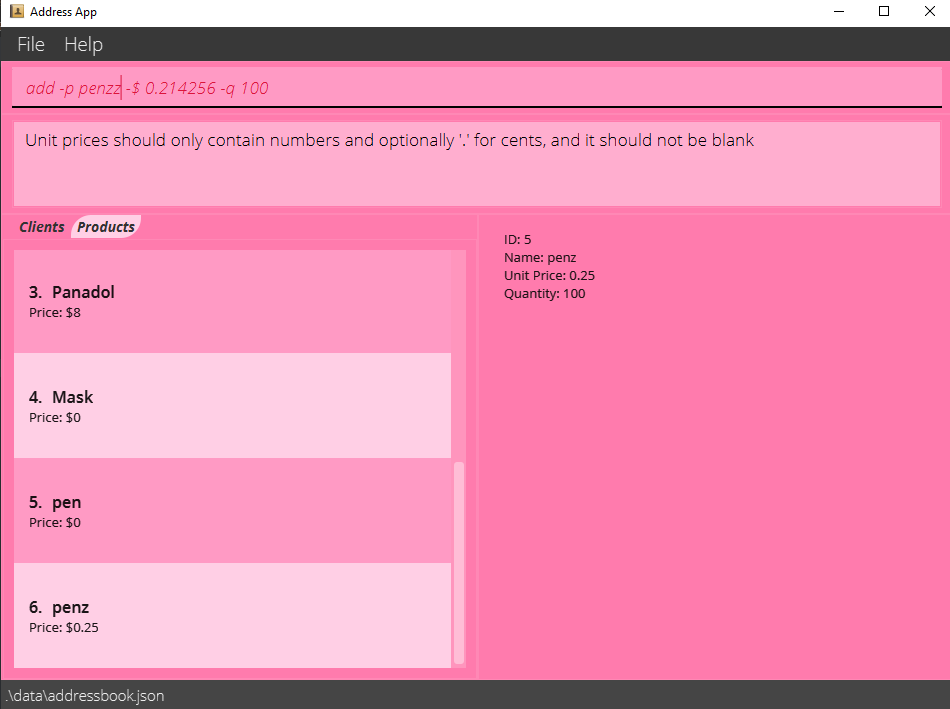 Address App
File Help
add -p penzz -$ 0.214256 -q 100
Unit prices should only contain numbers and optionally '.' for cents, and it should not be blank
Clients Products
3. Panadol
Price: $8
4. Mask
Price: $0
5. pen
Price: $0
6. penz
Price: $0.25
ID: 5
Name: penz
Unit Price: 0.25
Quantity: 100
.\data\addressbook.json